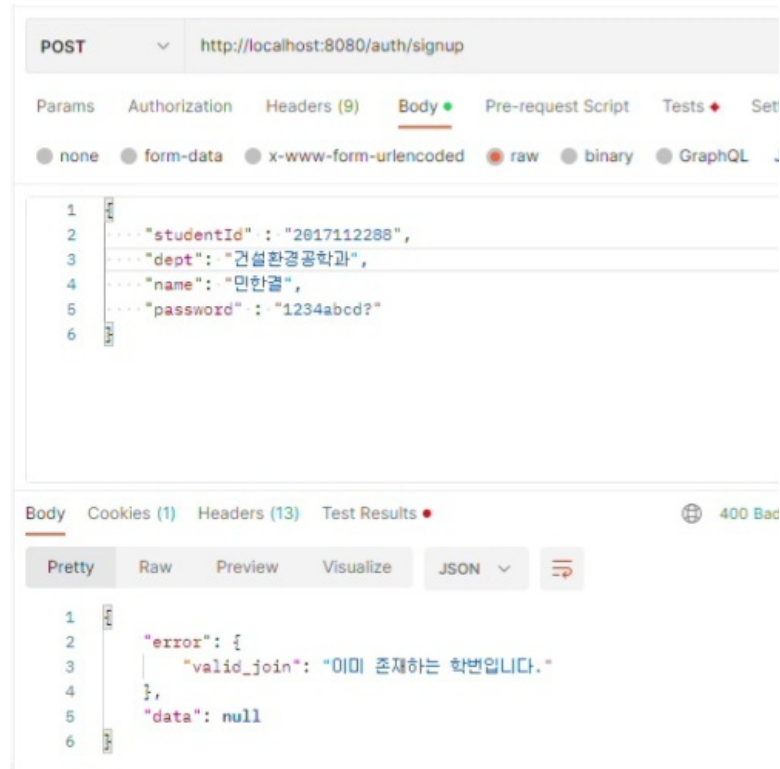 POST http://localhost:8080/auth/signup
Params Authorization Headers (9) Body Pre-request Script Tests
none form-data x-www-form-urlencoded raw binary GraphQL
1 {
2 "studentId" : "2017112288",
3 "dept": "건설환경공학과",
4 "name": "민한결",
5 "password" : "1234abcd?"
6 }
Body Cookies (1) Headers (13) Test Results 400 Bad
Pretty Raw Preview Visualize JSON
1 {
2 "error": {
3 "valid_join": "이미 존재하는 학번입니다."
4 },
5 "data": null
6 }